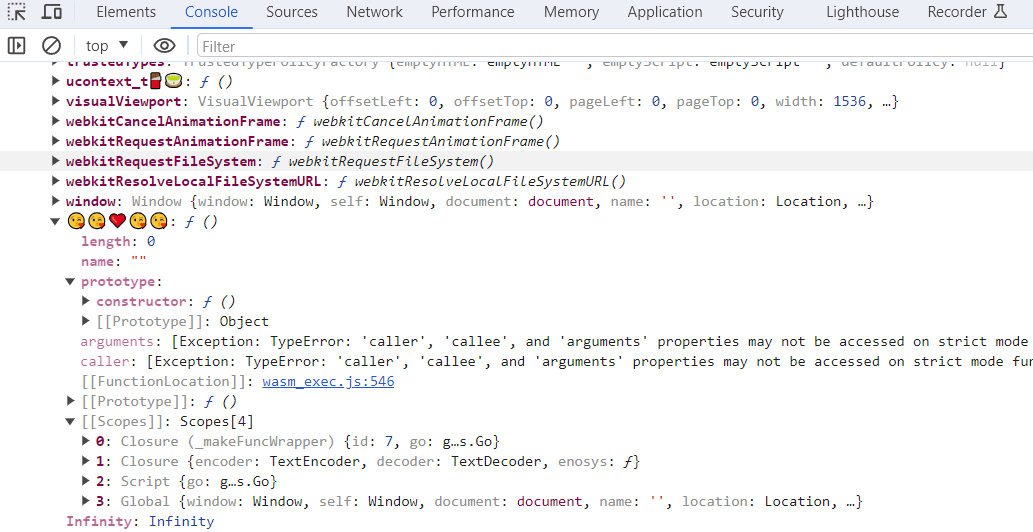 Elements Console Sources Network Performance Memory Application Security Lighthouse Recorder
top ▼ Filter
trustedTypes: TrustedTypePolicyFactory {emptyHTML: emptyHTML "", emptyScript: emptyScript "", defaultPolicy: null}
▶ ucontext_t🍫🍵: ƒ ()
▶ visualViewport: VisualViewport {offsetLeft: 0, offsetTop: 0, pageLeft: 0, pageTop: 0, width: 1536, …}
▶ webkitCancelAnimationFrame: ƒ webkitCancelAnimationFrame()
▶ webkitRequestAnimationFrame: ƒ webkitRequestAnimationFrame()
▶ webkitRequestFileSystem: ƒ webkitRequestFileSystem()
▶ webkitResolveLocalFileSystemURL: ƒ webkitResolveLocalFileSystemURL()
▶ window: Window {window: Window, self: Window, document: document, name: '', location: Location, …}
▼ 😘😘❤️😘😘: ƒ ()
length: 0
name: ""
▼ prototype:
▶ constructor: ƒ ()
▶ [[Prototype]]: Object
arguments: [Exception: TypeError: 'caller', 'callee', and 'arguments' properties may not be accessed on strict mode
caller: [Exception: TypeError: 'caller', 'callee', and 'arguments' properties may not be accessed on strict mode fun
[[FunctionLocation]]: wasm_exec.js:546
▶ [[Prototype]]: ƒ ()
▼ [[Scopes]]: Scopes[4]
▶ 0: Closure (_makeFuncWrapper) {id: 7, go: g…s.Go}
▶ 1: Closure {encoder: TextEncoder, decoder: TextDecoder, enosys: ƒ}
▶ 2: Script {go: g…s.Go}
▶ 3: Global {window: Window, self: Window, document: document, name: '', location: Location, …}
Infinity: Infinity